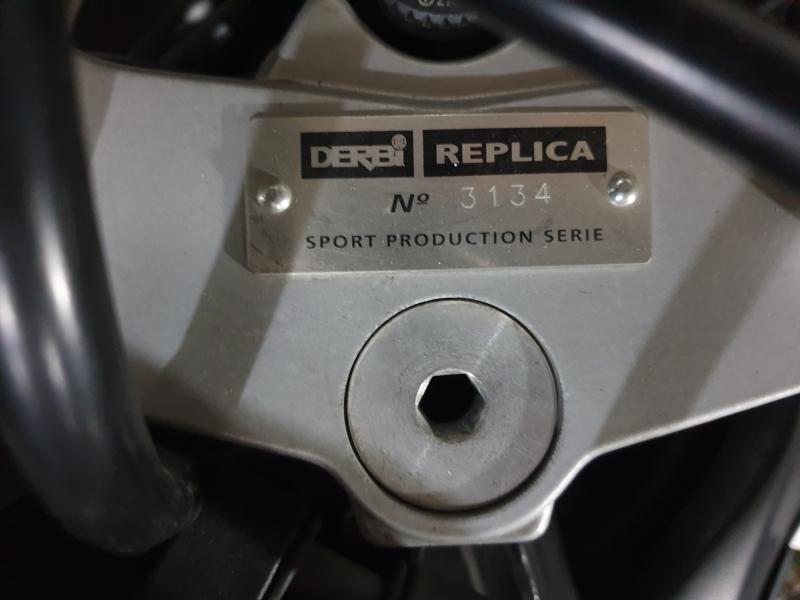 DERBi REPLICA
Nº 3134
SPORT PRODUCTION SERIE